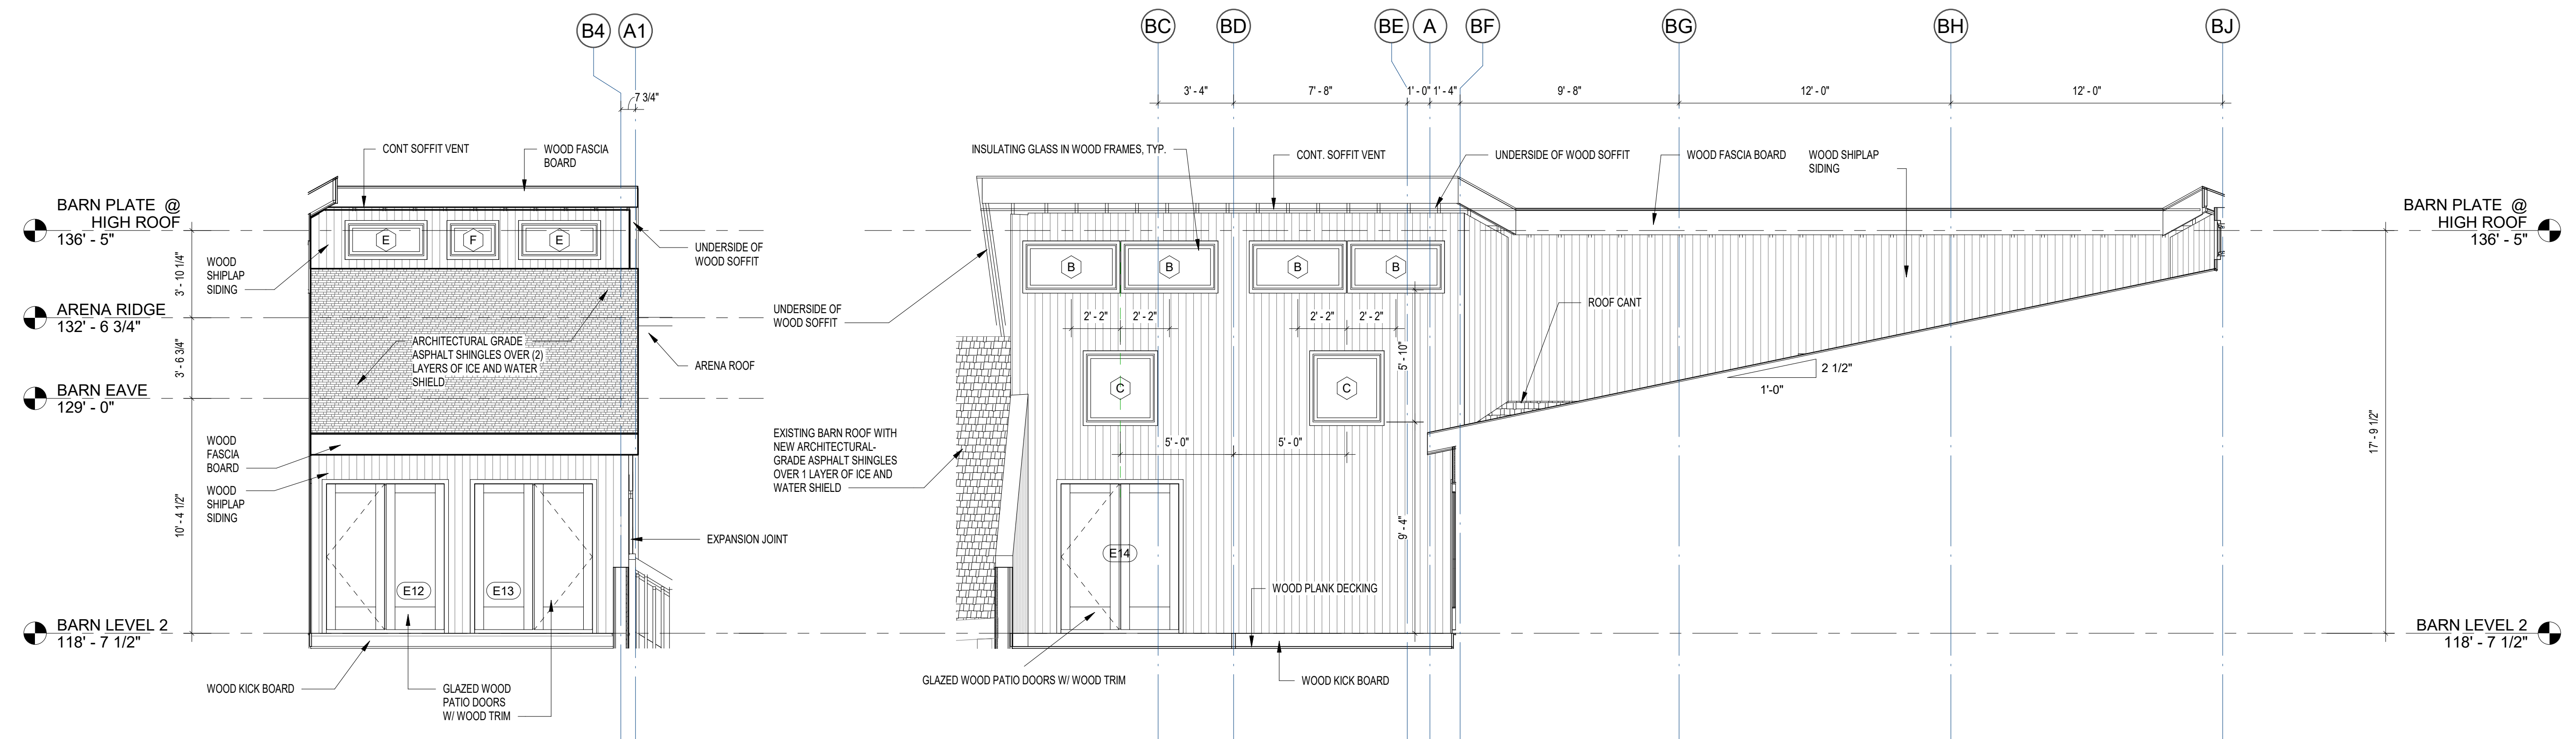 B4
A1
BC
BD
BE
A
BF
BG
BH
BJ
7 3/4"
3' - 4"
7' - 8"
1' - 0"
1' - 4"
9' - 8"
12' - 0"
12' - 0"
CONT SOFFIT VENT
WOOD FASCIA
BOARD
BARN PLATE @
HIGH ROOF
136' - 5"
ARENA RIDGE
132' - 6 3/4"
BARN EAVE
129' - 0"
BARN LEVEL 2
118' - 7 1/2"
3' - 10 1/4"
3' - 6 3/4"
10' - 4 1/2"
WOOD
SHIPLAP
SIDING
E
F
E
UNDERSIDE OF
WOOD SOFFIT
ARCHITECTURAL GRADE
ASPHALT SHINGLES OVER (2)
LAYERS OF ICE AND WATER
SHIELD
ARENA ROOF
WOOD
FASCIA
BOARD
WOOD
SHIPLAP
SIDING
E12
E13
EXPANSION JOINT
WOOD KICK BOARD
GLAZED WOOD
PATIO DOORS
W/ WOOD TRIM
INSULATING GLASS IN WOOD FRAMES, TYP.
CONT. SOFFIT VENT
UNDERSIDE OF WOOD SOFFIT
WOOD FASCIA BOARD
WOOD SHIPLAP
SIDING
B
B
B
B
UNDERSIDE OF
WOOD SOFFIT
2' - 2"
2' - 2"
2' - 2"
2' - 2"
ROOF CANT
C
C
5' - 10"
2 1/2"
1'-0"
EXISTING BARN ROOF WITH
NEW ARCHITECTURAL-
GRADE ASPHALT SHINGLES
OVER 1 LAYER OF ICE AND
WATER SHIELD
5' - 0"
5' - 0"
9' - 4"
E14
WOOD PLANK DECKING
GLAZED WOOD PATIO DOORS W/ WOOD TRIM
WOOD KICK BOARD
BARN PLATE @
HIGH ROOF
136' - 5"
17' - 9 1/2"
BARN LEVEL 2
118' - 7 1/2"